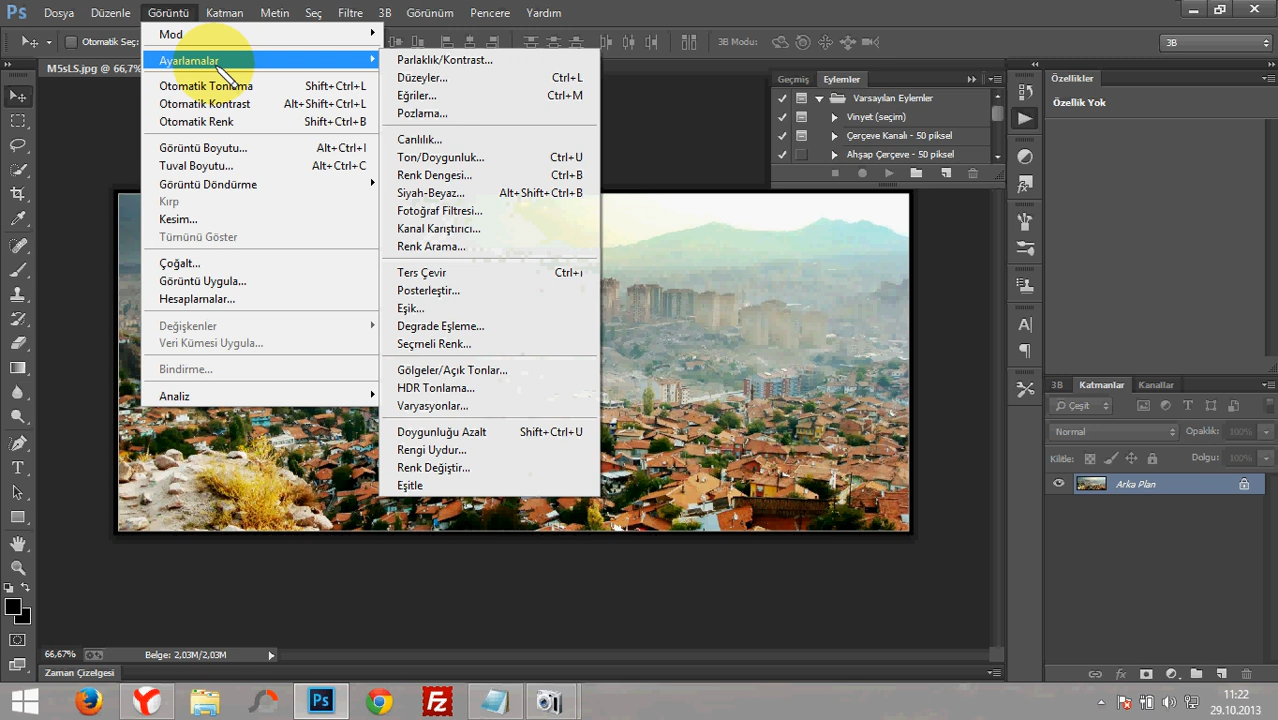 Ps Dosya Düzenle Görüntü Katman Metin Seç Filtre 3B Görünüm Pencere Yardım
Otomatik Seç:
3B Modu:
3B
M5sLS.jpg @ 66,7%
Mod
Ayarlamalar
Otomatik Tonlama Shift+Ctrl+L
Otomatik Kontrast Alt+Shift+Ctrl+L
Otomatik Renk Shift+Ctrl+B
Görüntü Boyutu... Alt+Ctrl+I
Tuval Boyutu... Alt+Ctrl+C
Görüntü Döndürme
Kırp
Kesim...
Tümünü Göster
Çoğalt...
Görüntü Uygula...
Hesaplamalar...
Değişkenler
Veri Kümesi Uygula...
Bindirme...
Analiz
Parlaklık/Kontrast...
Düzeyler... Ctrl+L
Eğriler... Ctrl+M
Pozlama...
Canlılık...
Ton/Doygunluk... Ctrl+U
Renk Dengesi... Ctrl+B
Siyah-Beyaz... Alt+Shift+Ctrl+B
Fotoğraf Filtresi...
Kanal Karıştırıcı...
Renk Arama...
Ters Çevir Ctrl+ı
Posterleştir...
Eşik...
Degrade Eşleme...
Seçmeli Renk...
Gölgeler/Açık Tonlar...
HDR Tonlama...
Varyasyonlar...
Doygunluğu Azalt Shift+Ctrl+U
Rengi Uydur...
Renk Değiştir...
Eşitle
Geçmiş Eylemler
Varsayılan Eylemler
Vinyet (seçim)
Çerçeve Kanalı - 50 piksel
Ahşap Çerçeve - 50 piksel
Özellikler
Özellik Yok
3B Katmanlar Kanallar
Çeşit
Normal Opaklık: 100%
Kilitle: Dolgu: 100%
Arka Plan
66,67% Belge: 2,03M/2,03M
Zaman Çizelgesi
Ps
Fz
11:22
29.10.2013